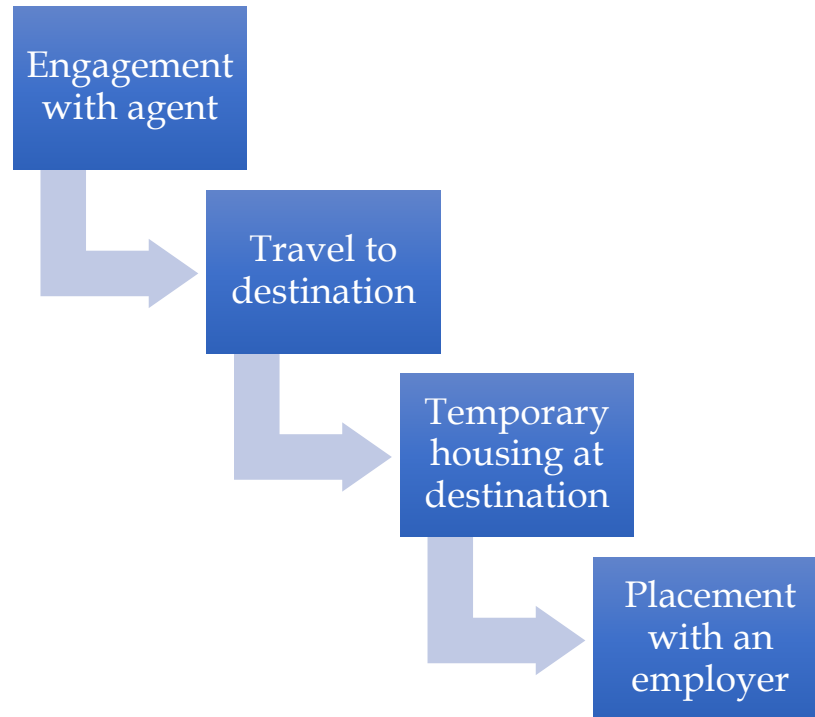 Engagement
with agent
Travel to
destination
Temporary
housing at
destination
Placement
with an
employer